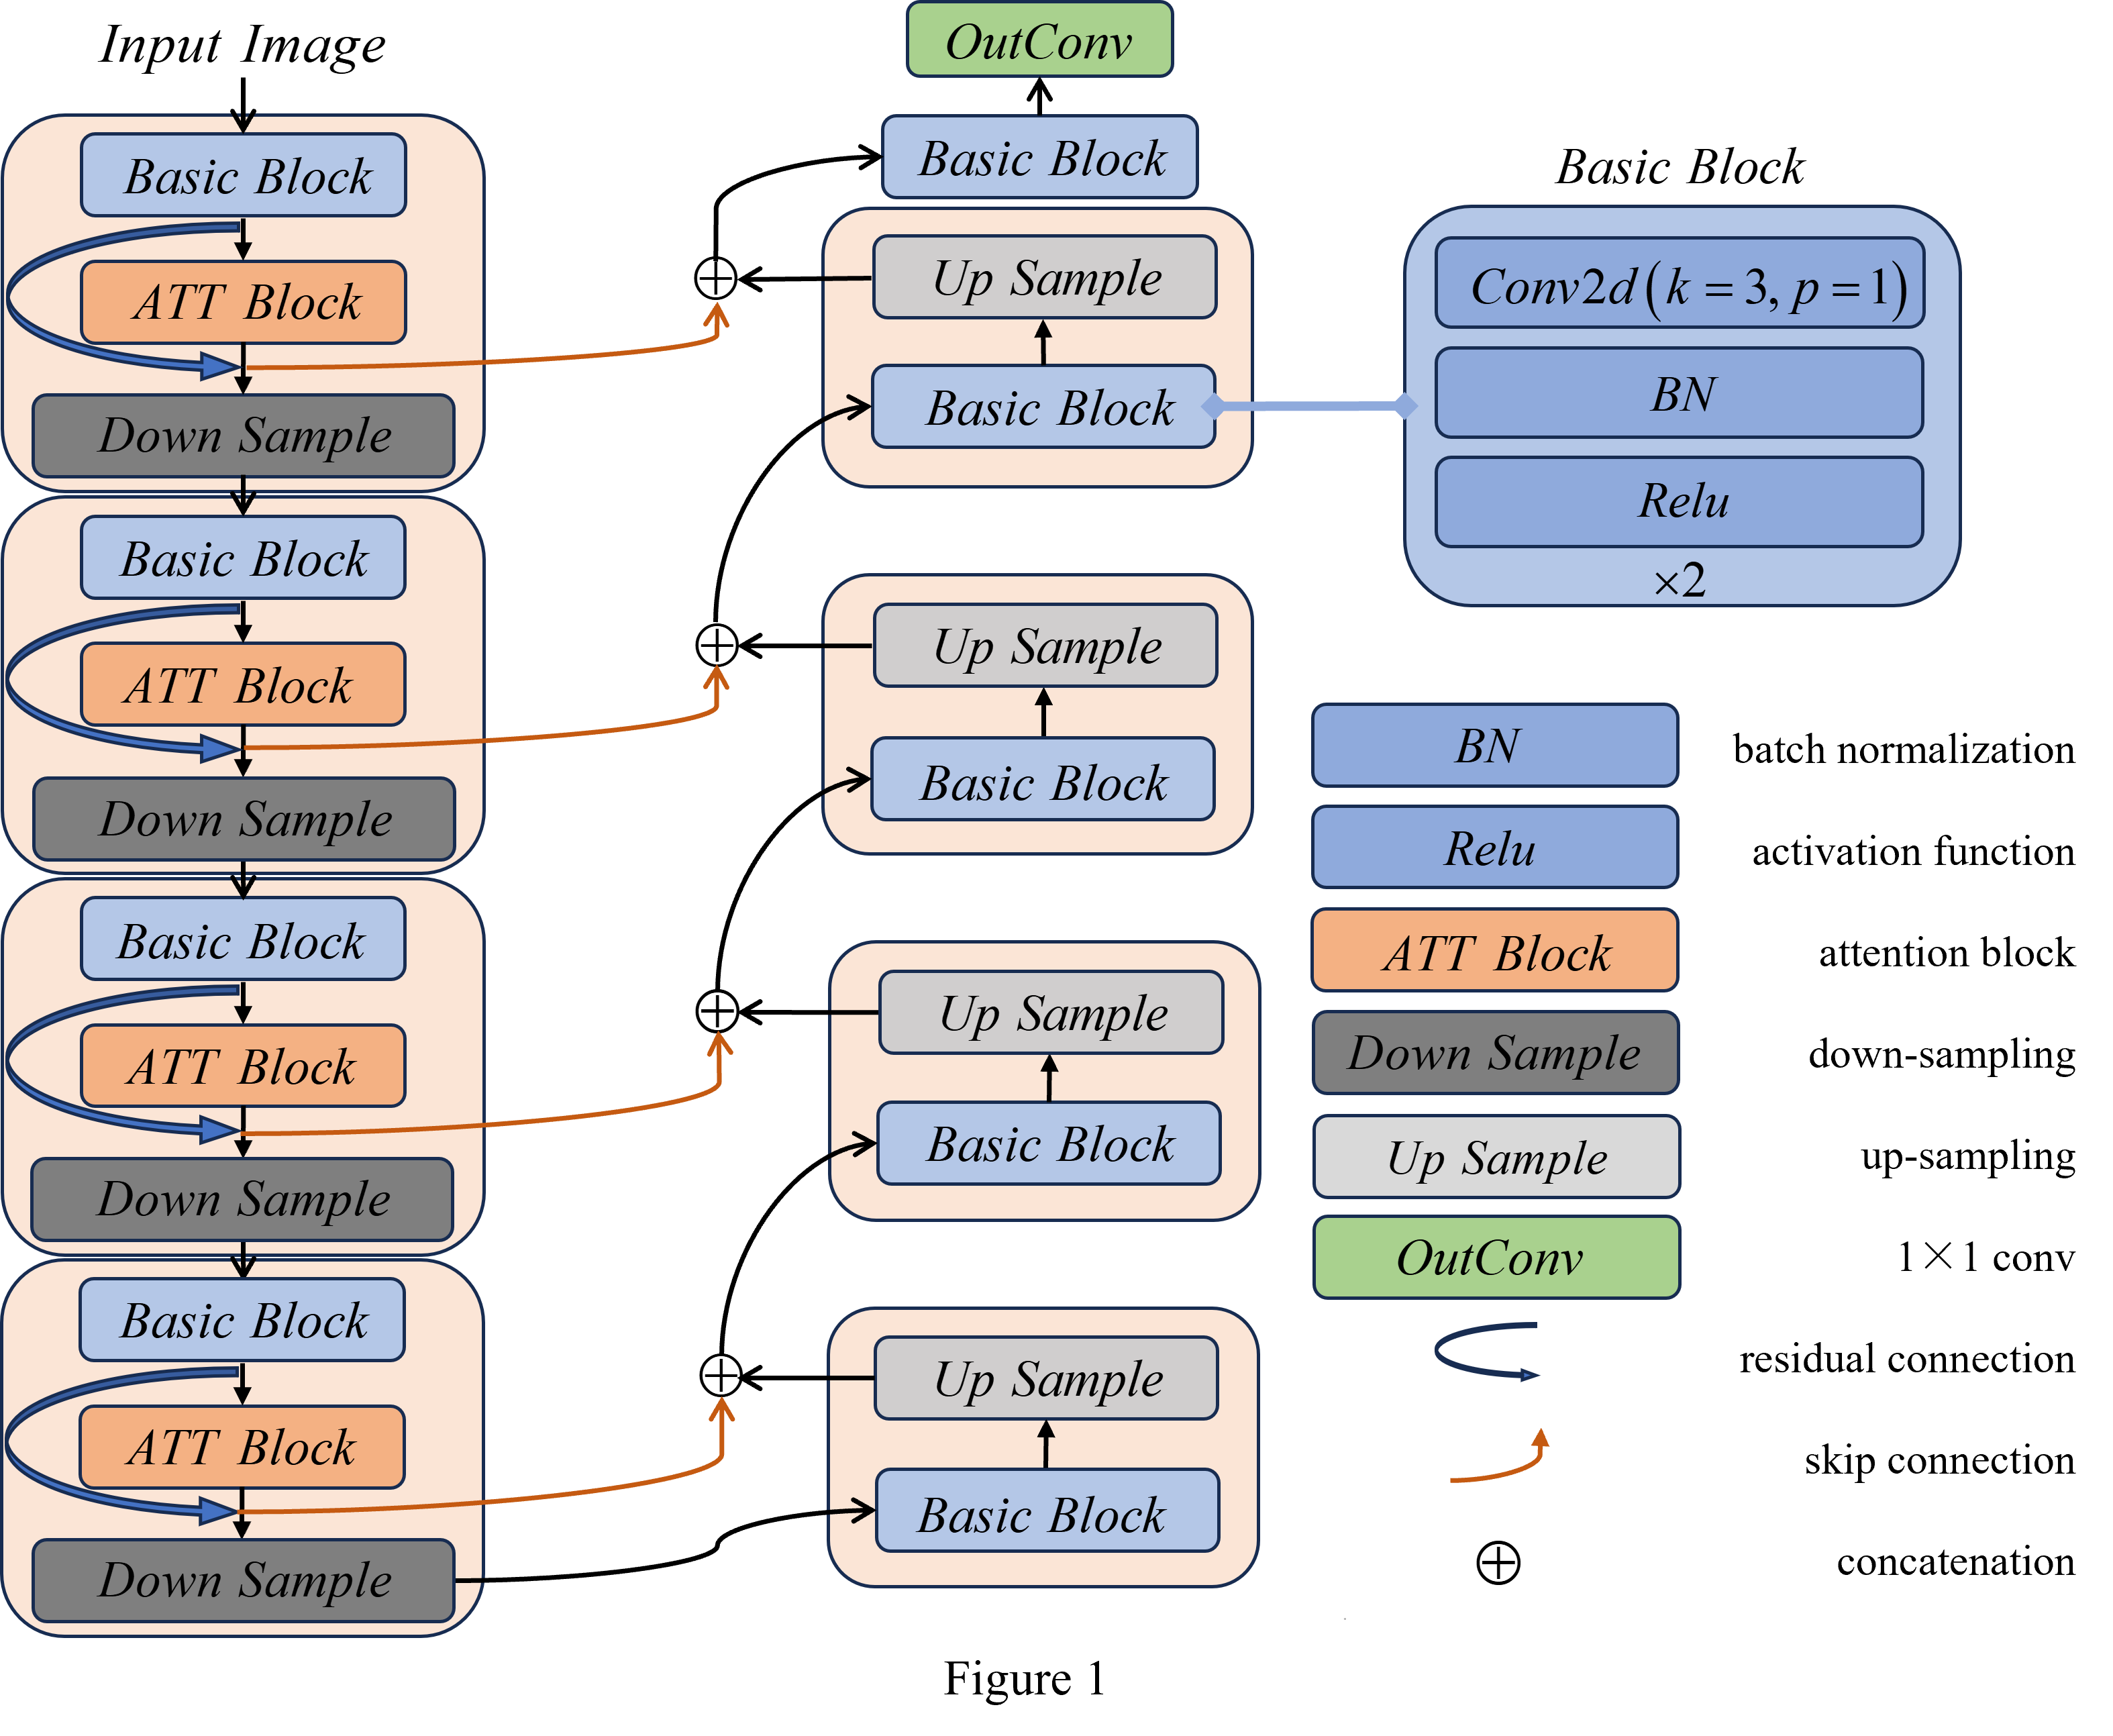 Input Image
Basic Block
ATT Block
Down Sample
Basic Block
ATT Block
Down Sample
Basic Block
ATT Block
Down Sample
Basic Block
ATT Block
Down Sample
OutConv
Basic Block
Up Sample
Basic Block
Up Sample
Basic Block
Up Sample
Basic Block
Up Sample
Basic Block
Basic Block
Conv2d(k = 3, p = 1)
BN
Relu
×2
BN batch normalization
Relu activation function
ATT Block attention block
Down Sample down-sampling
Up Sample up-sampling
OutConv 1×1 conv
residual connection
skip connection
concatenation
Figure 1